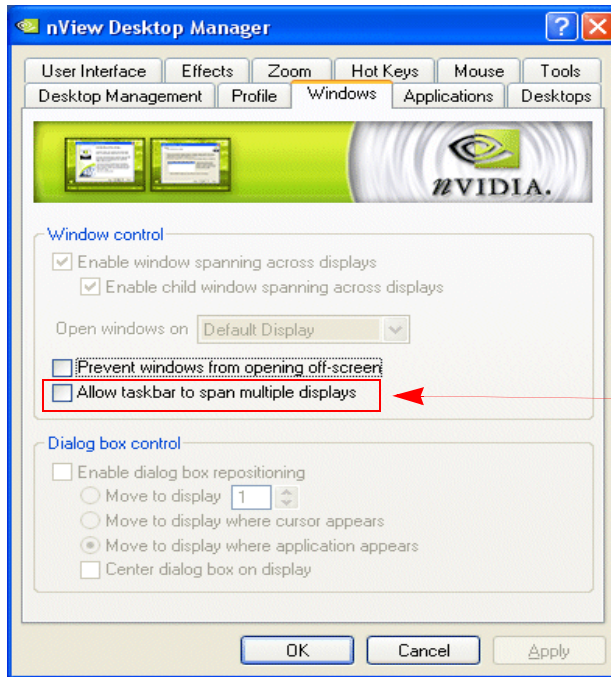 nView Desktop Manager
User Interface Effects Zoom Hot Keys Mouse Tools
Desktop Management Profile Windows Applications Desktops
nVIDIA.
Window control
Enable window spanning across displays
Enable child window spanning across displays
Open windows on Default Display
Prevent windows from opening off-screen
Allow taskbar to span multiple displays
Dialog box control
Enable dialog box repositioning
Move to display 1
Move to display where cursor appears
Move to display where application appears
Center dialog box on display
OK Cancel Apply